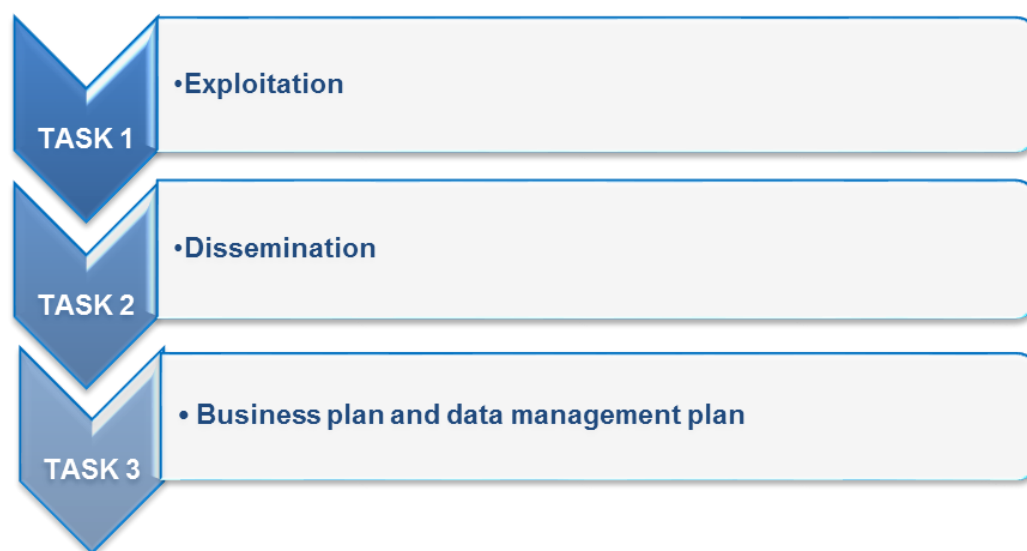 TASK 1
•Exploitation
TASK 2
•Dissemination
TASK 3
• Business plan and data management plan